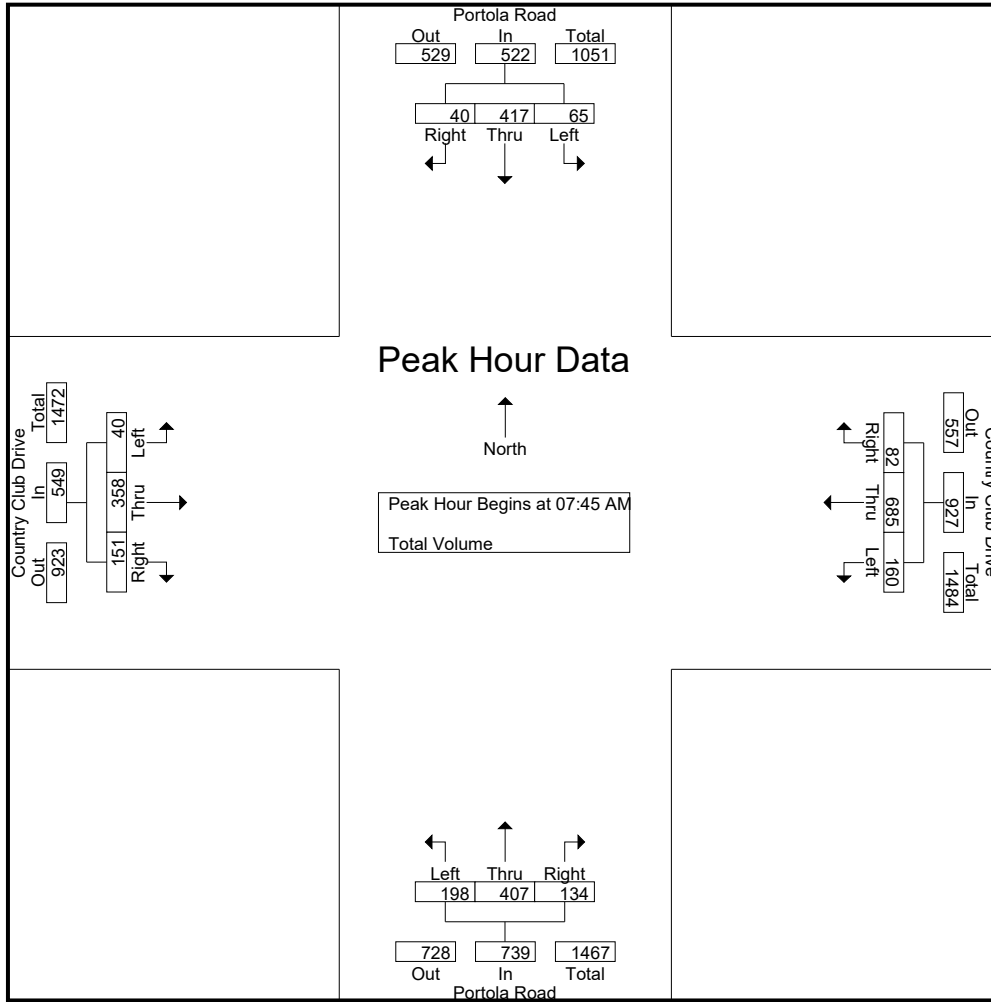 Portola Road
Out In Total
529 522 1051
40 417 65
Right Thru Left
Peak Hour Data
North
Peak Hour Begins at 07:45 AM
Total Volume
Country Club Drive
Total In Out
1472 549 923
40 358 151
Left Thru Right
Right Thru Left
82 685 160
Out In Total
557 927 1484
Country Club Drive
Left Thru Right
198 407 134
728 739 1467
Out In Total
Portola Road